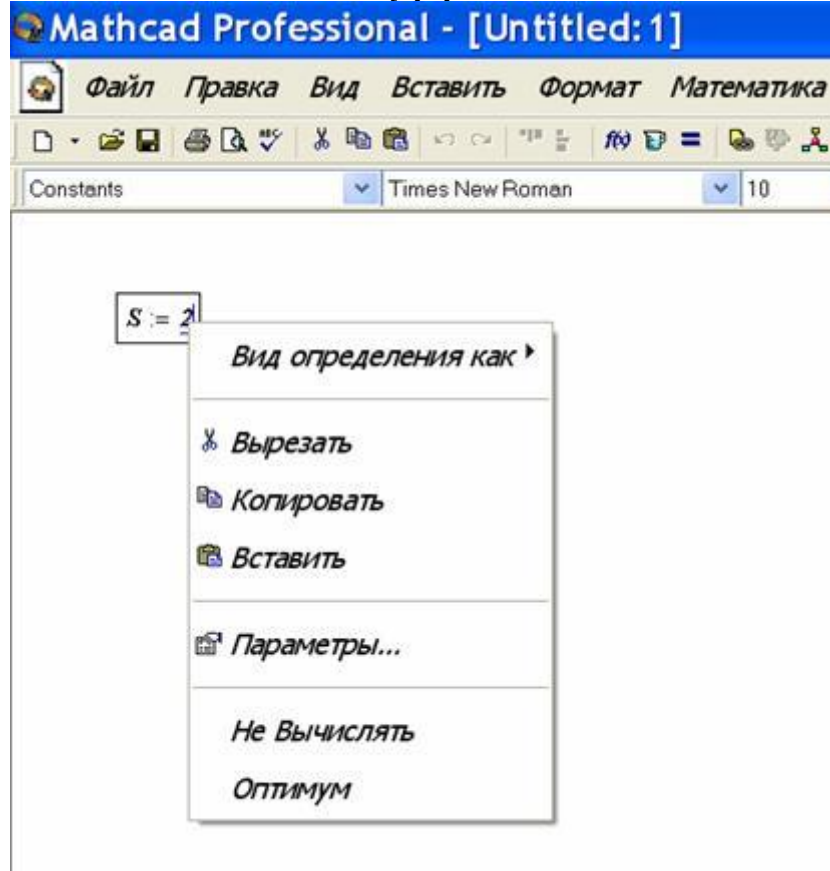 Mathcad Professional - [Untitled:1]
Файл Правка Вид Вставить Формат Математика
Constants Times New Roman 10
S := 2
Вид определения как
Вырезать
Копировать
Вставить
Параметры...
Не Вычислять
Оптимум